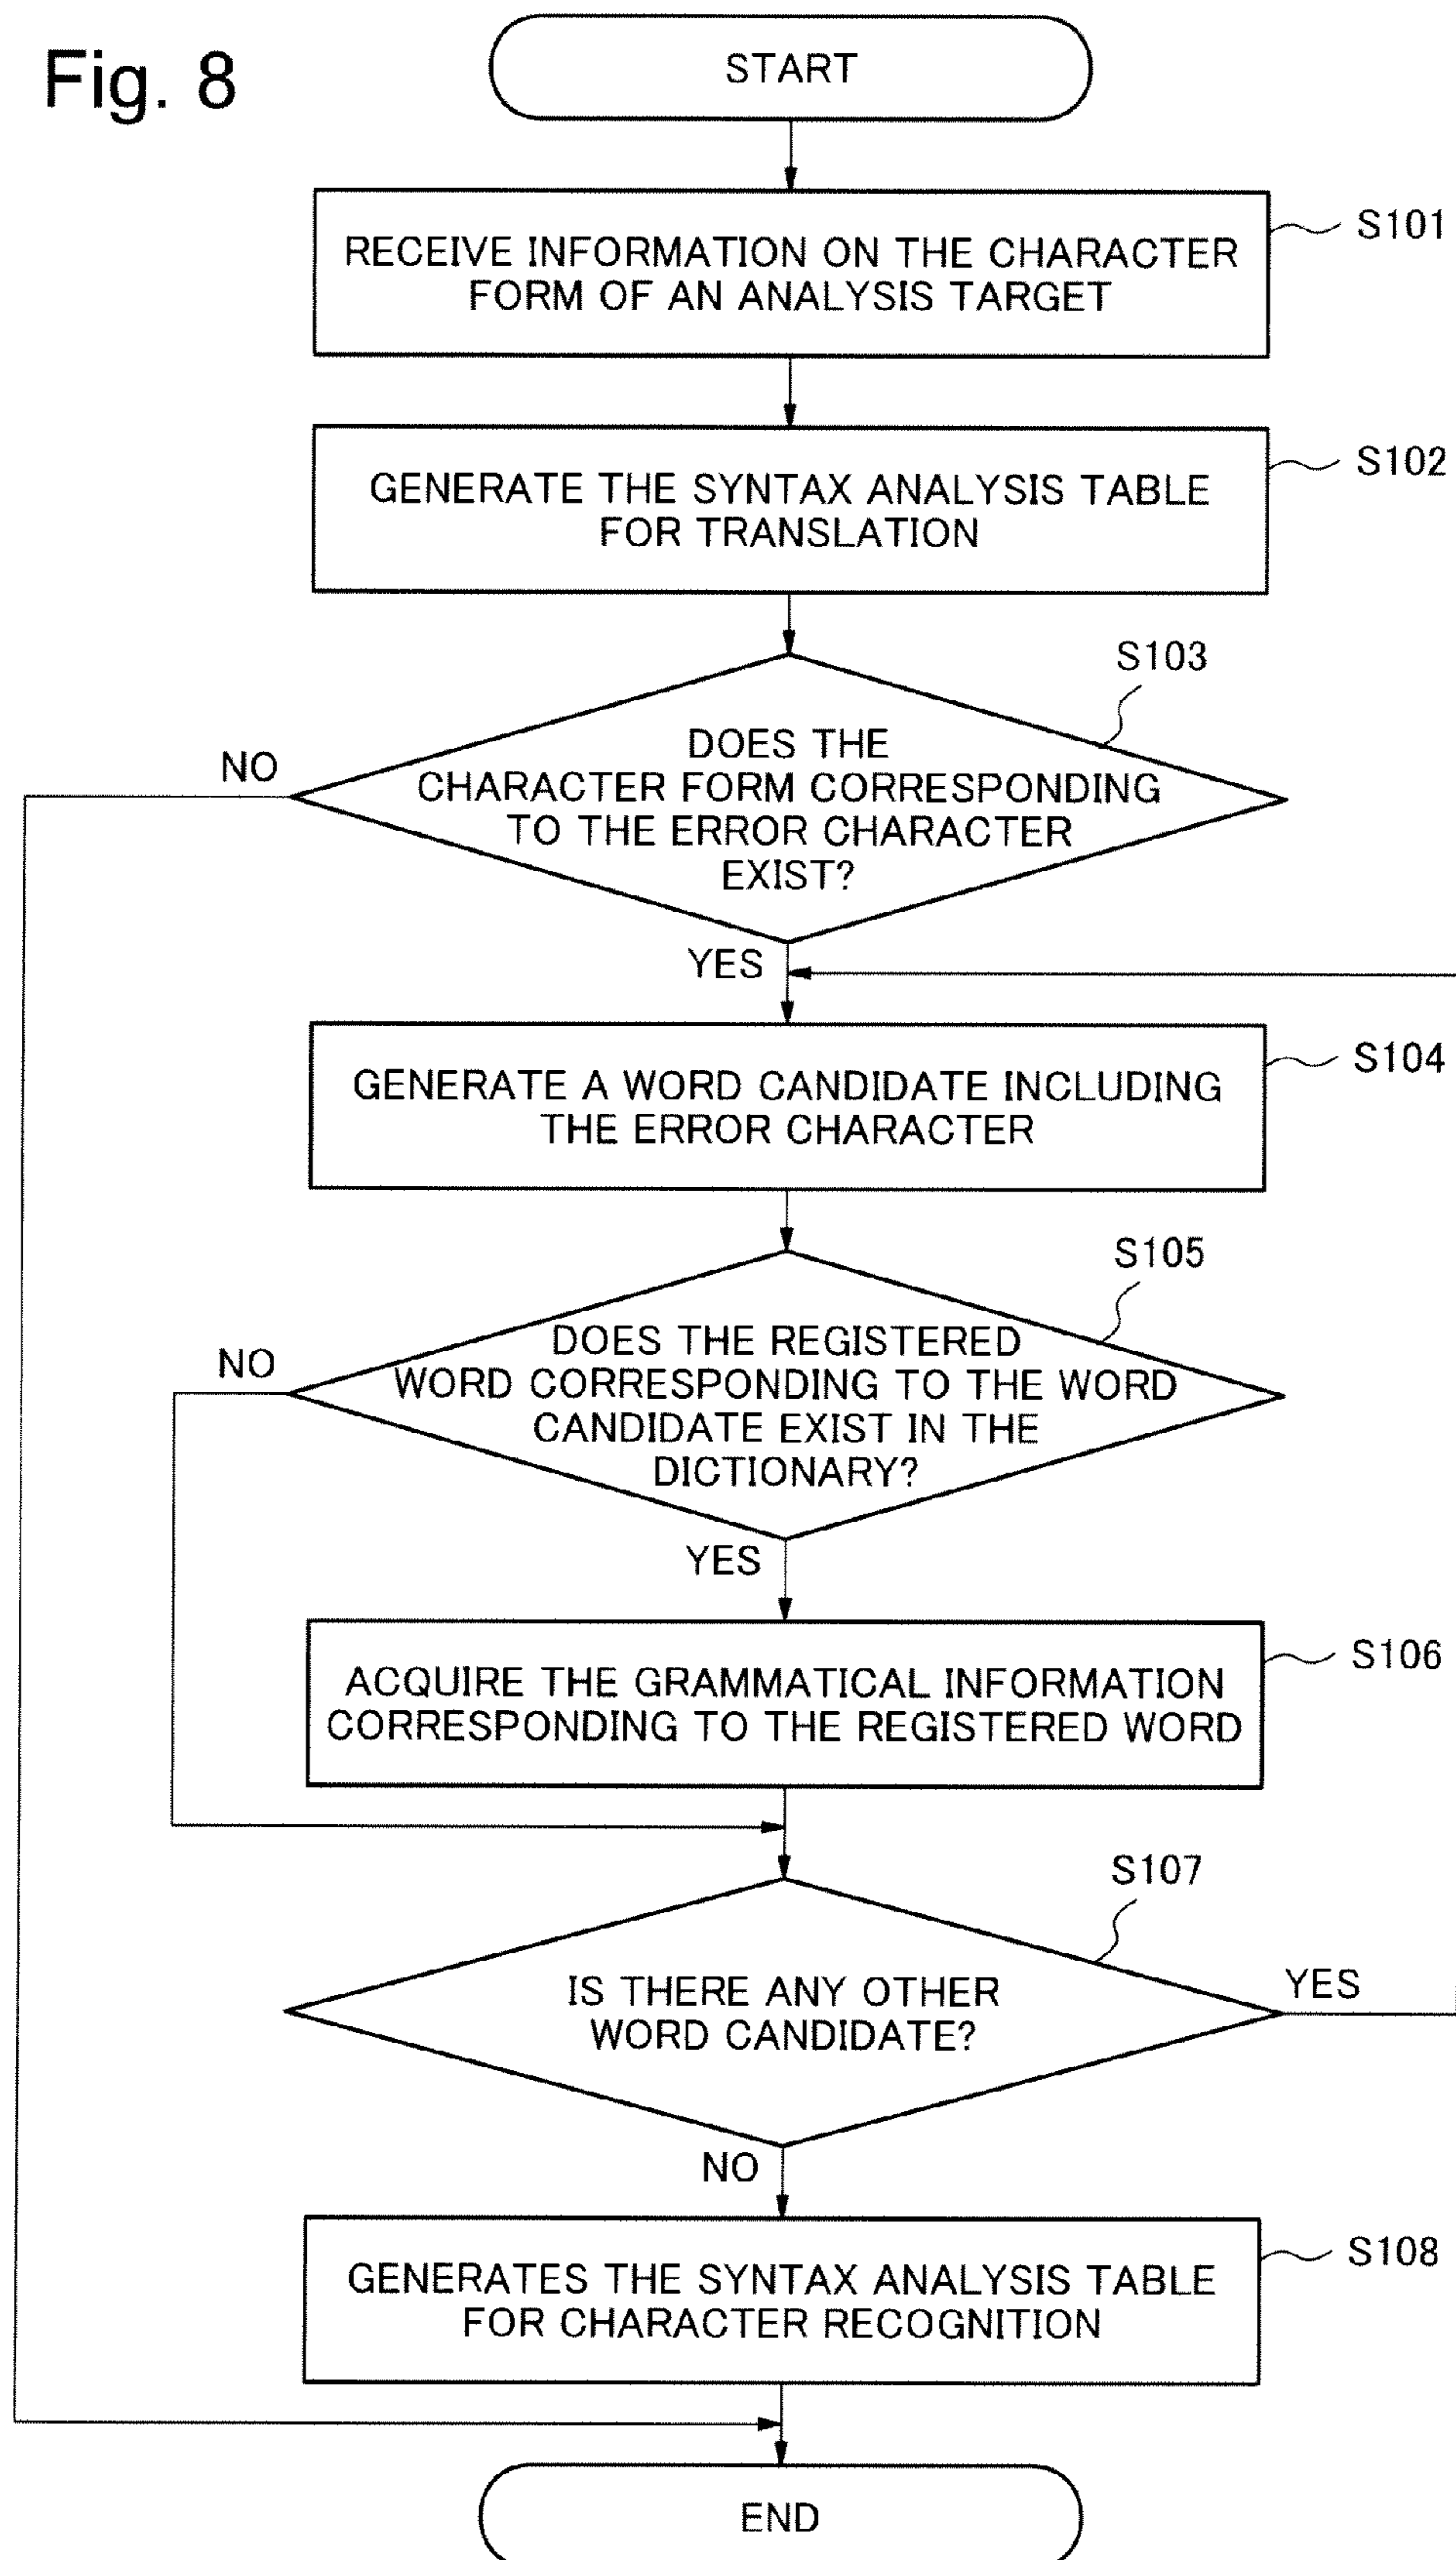 Fig. 8
START
RECEIVE INFORMATION ON THE CHARACTER
FORM OF AN ANALYSIS TARGET
S101
GENERATE THE SYNTAX ANALYSIS TABLE
FOR TRANSLATION
S102
S103
DOES THE
CHARACTER FORM CORRESPONDING
TO THE ERROR CHARACTER
EXIST?
NO
YES
GENERATE A WORD CANDIDATE INCLUDING
THE ERROR CHARACTER
S104
S105
DOES THE REGISTERED
WORD CORRESPONDING TO THE WORD
CANDIDATE EXIST IN THE
DICTIONARY?
NO
YES
ACQUIRE THE GRAMMATICAL INFORMATION
CORRESPONDING TO THE REGISTERED WORD
S106
S107
IS THERE ANY OTHER
WORD CANDIDATE?
YES
NO
GENERATES THE SYNTAX ANALYSIS TABLE
FOR CHARACTER RECOGNITION
S108
END